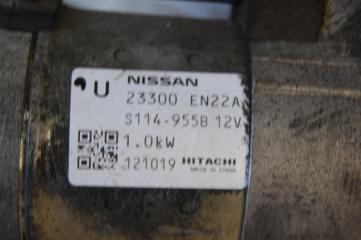 U NISSAN
23300 EN22A
S114-955B 12V
1.0kW
121019 HITACHI
MADE IN CHINA